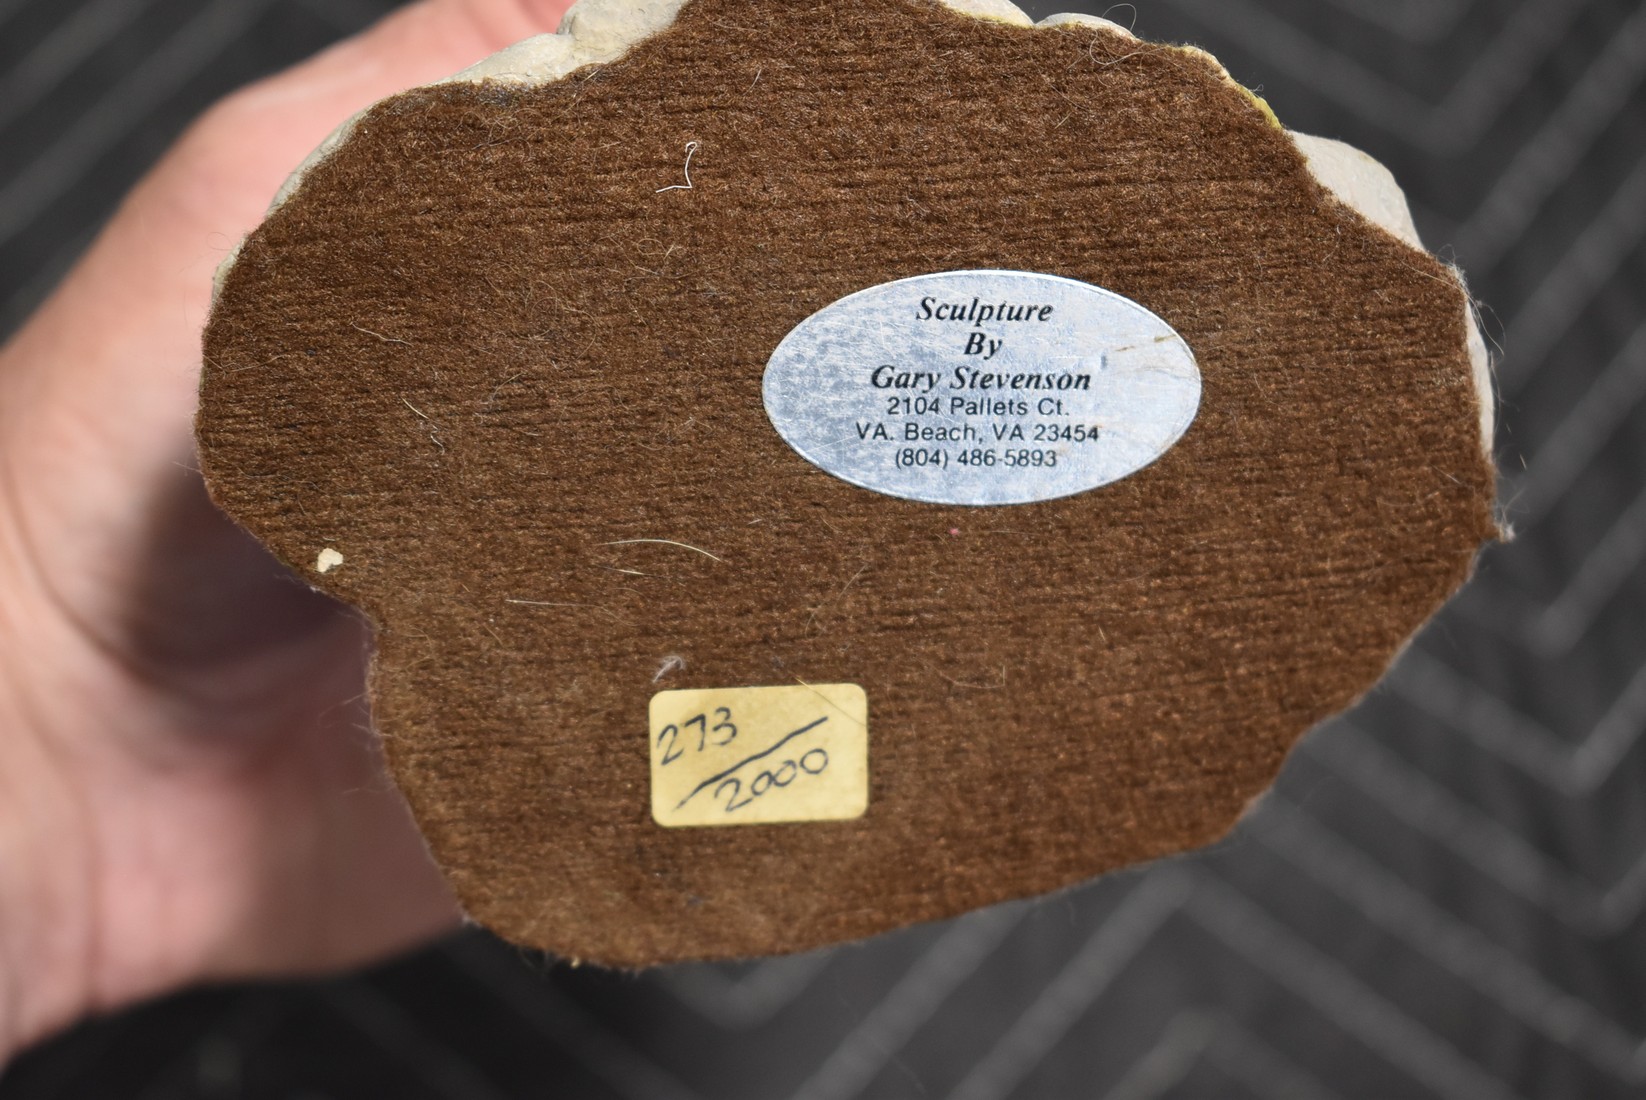 Sculpture
By
Gary Stevenson
2104 Pallets Ct.
VA. Beach, VA 23454
(804) 486-5893
273
2000